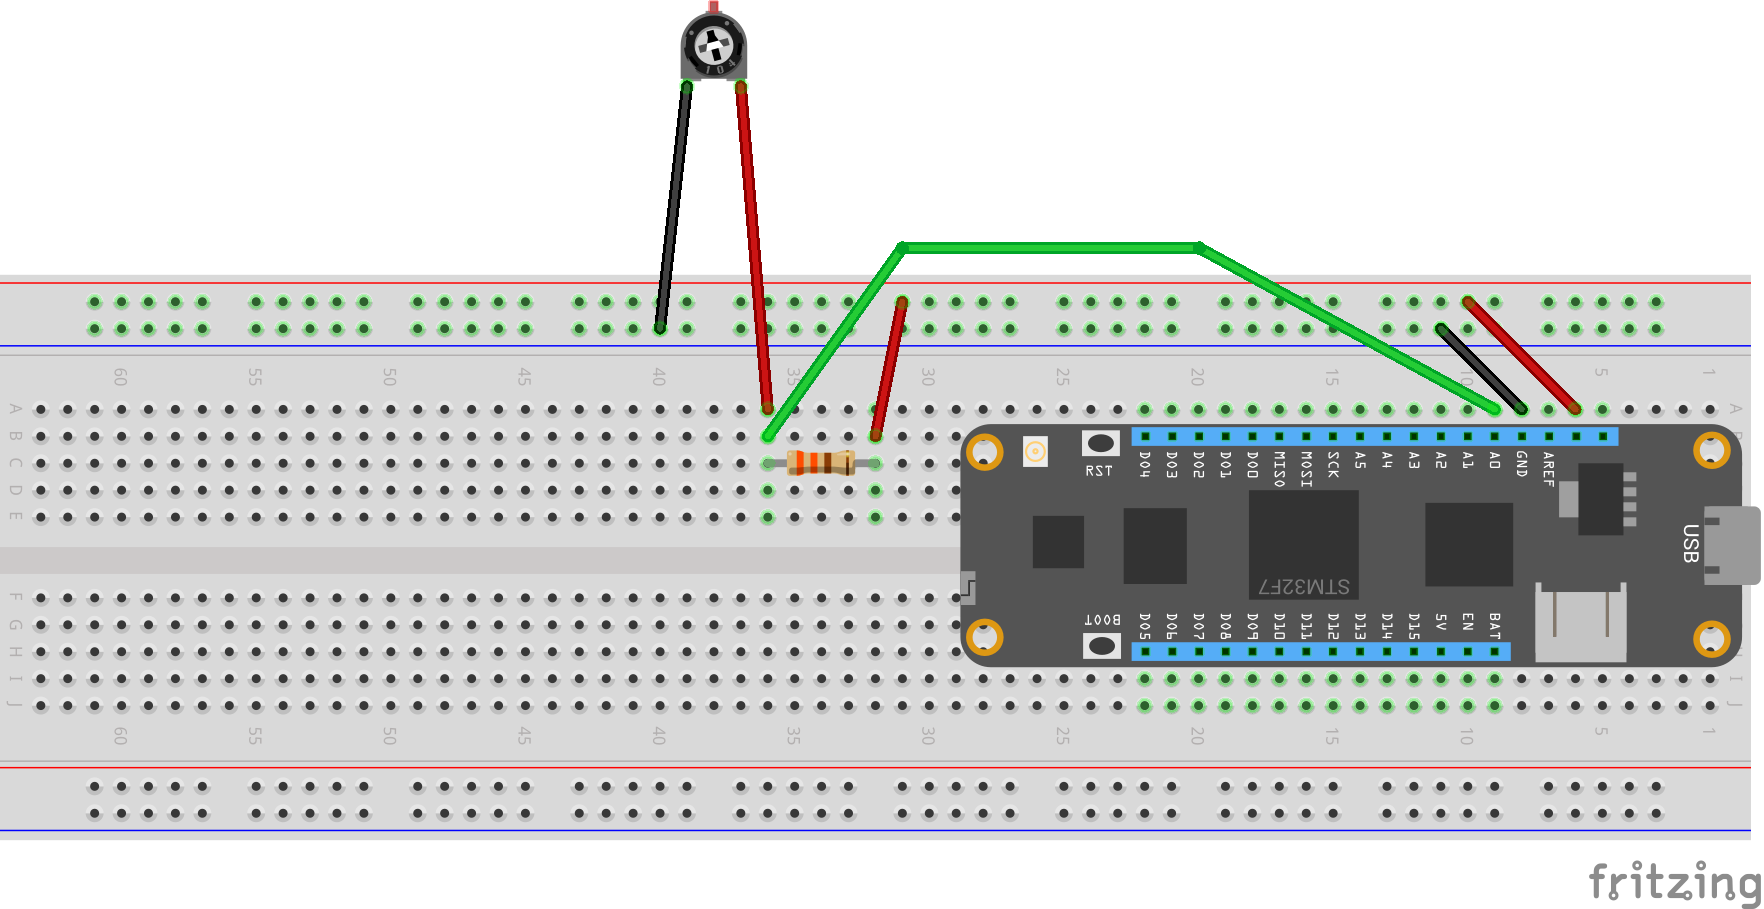 104
60 55 50 45 40 35 30 25 20 15 10 5 1
A A
B
C
D
E
RST
D04 D03 D02 D01 D00 MISO MOSI SCK A5 A4 A3 A2 A1 A0 GND AREF
USB
STM32F7
BOOT
D05 D06 D07 D08 D09 D10 D11 D12 D13 D14 D15 5V EN BAT
F
G
H
I I
J J
60 55 50 45 40 35 30 25 20 15 10 5 1
fritzing